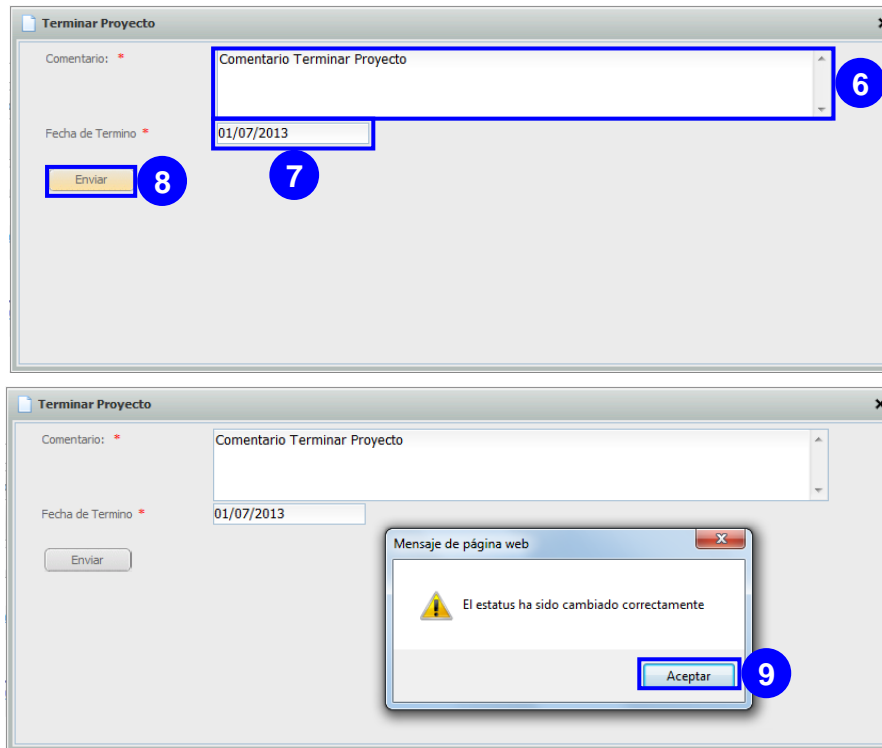 Terminar Proyecto
Comentario: *
Comentario Terminar Proyecto
6
Fecha de Termino *
01/07/2013
Enviar
8
7
Terminar Proyecto
Comentario: *
Comentario Terminar Proyecto
Fecha de Termino *
01/07/2013
Enviar
Mensaje de página web
El estatus ha sido cambiado correctamente
Aceptar
9